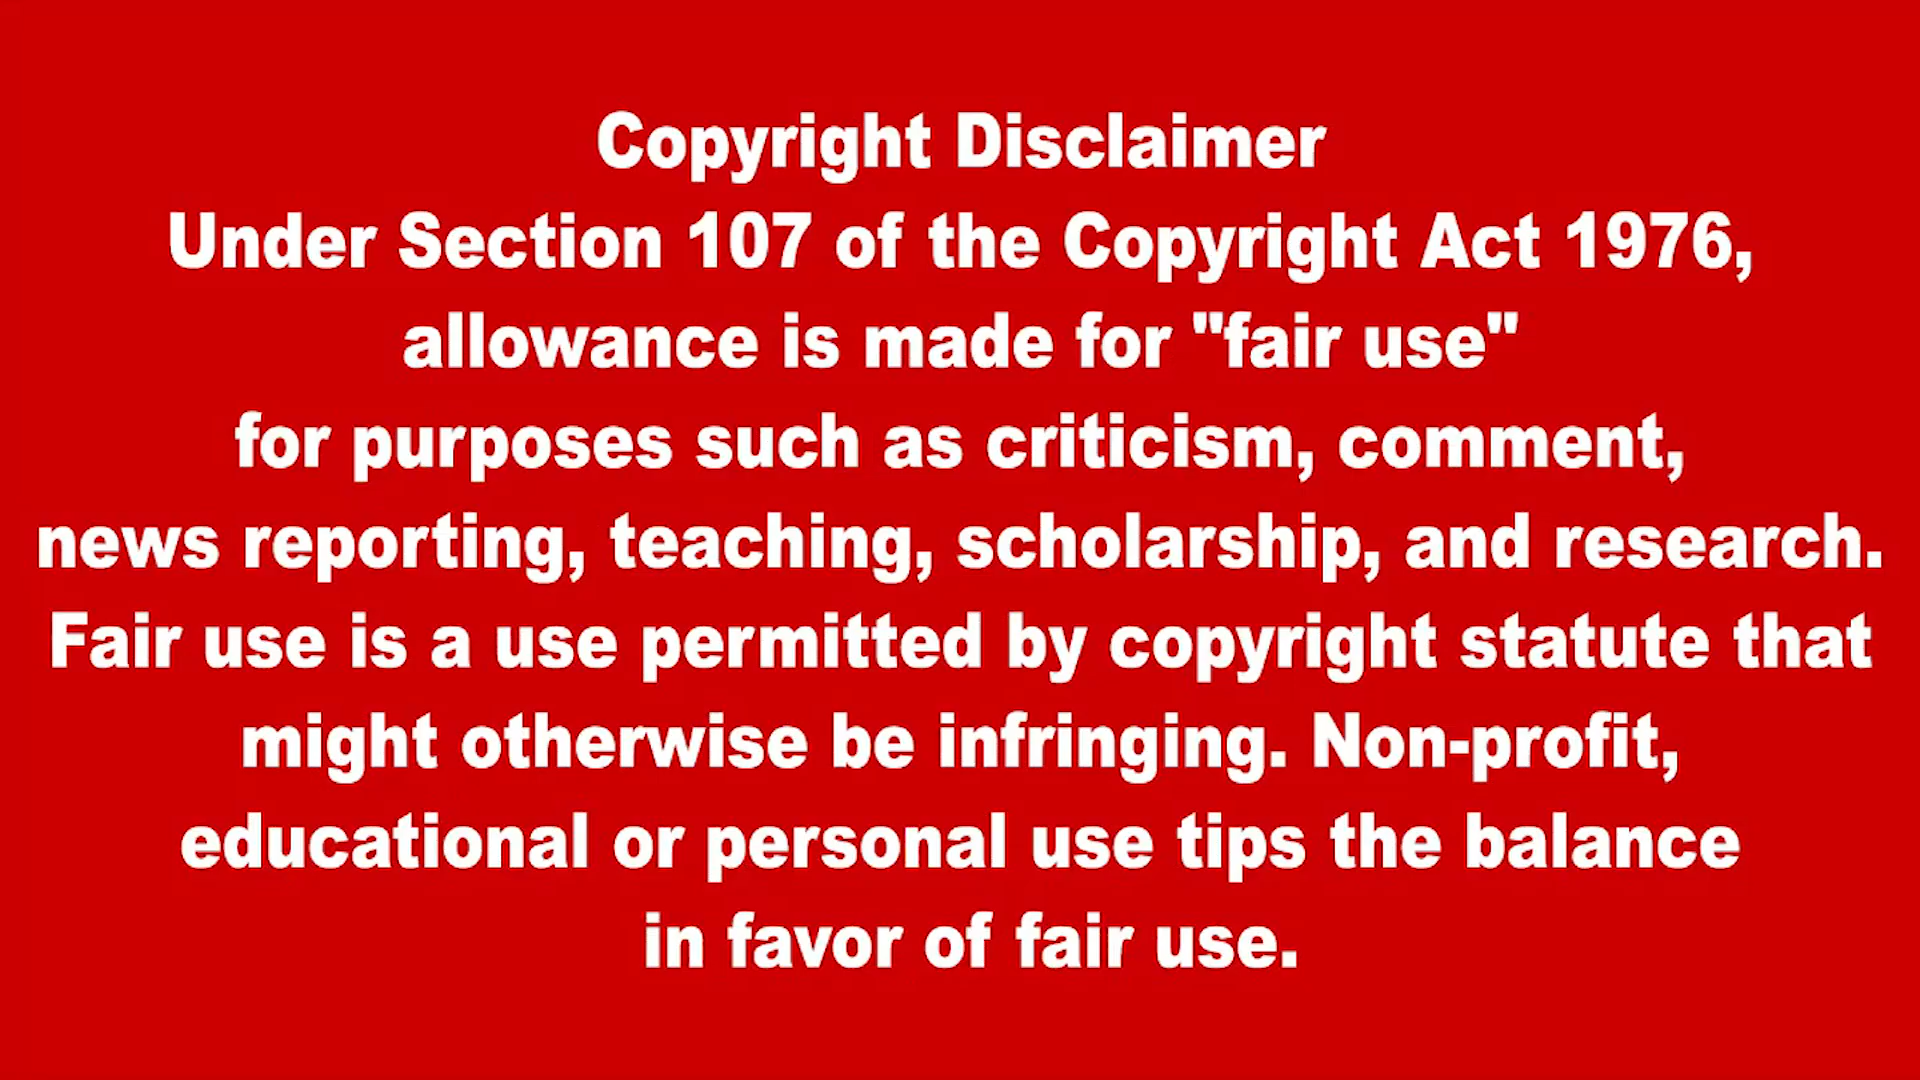 Copyright Disclaimer
Under Section 107 of the Copyright Act 1976,
allowance is made for "fair use"
for purposes such as criticism, comment,
news reporting, teaching, scholarship, and research.
Fair use is a use permitted by copyright statute that
might otherwise be infringing. Non-profit,
educational or personal use tips the balance
in favor of fair use.